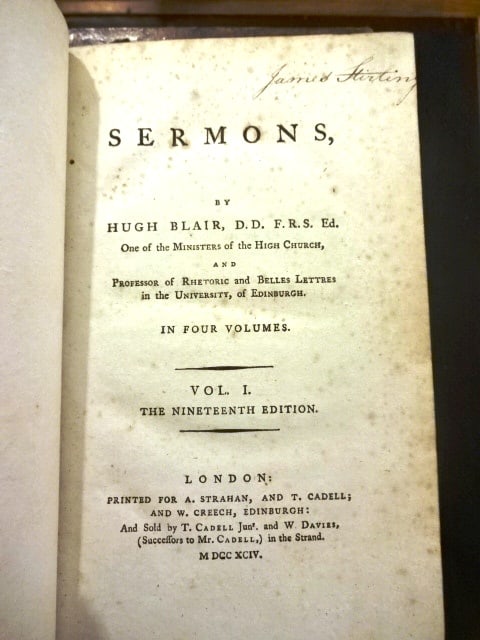 James Stirling
SERMONS,
BY
HUGH BLAIR, D.D. F.R.S. Ed.
One of the MINISTERS of the HIGH CHURCH,
AND
PROFESSOR of RHETORIC and BELLES LETTRES
in the UNIVERSITY, of EDINBURGH.
IN FOUR VOLUMES.
VOL. I.
THE NINETEENTH EDITION.
LONDON:
PRINTED FOR A. STRAHAN, AND T. CADELL;
AND W. CREECH, EDINBURGH:
And Sold by T. CADELL Junr. and W. DAVIES,
(Succeſſors to Mr. CADELL,) in the Strand.
M DCC XCIV.